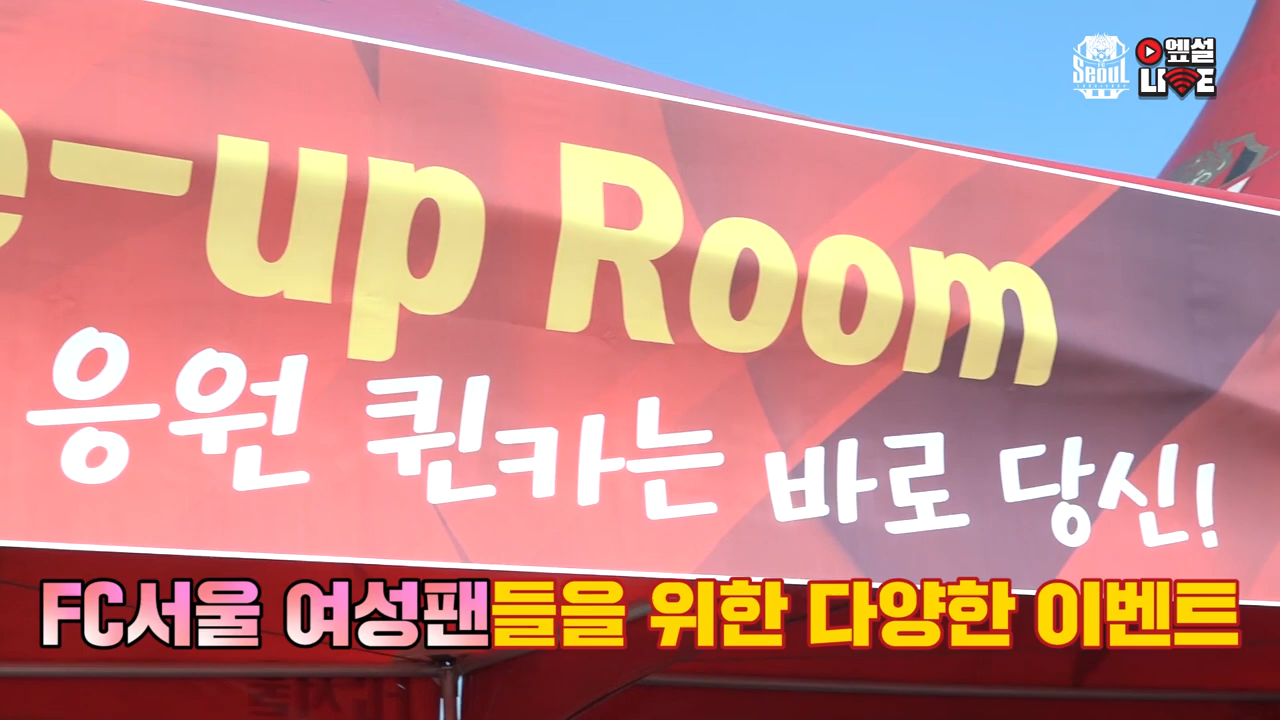 Seoul
엪설
LIVE
e-up Room
응원 퀸카는 바로 당신!
FC서울 여성팬들을 위한 다양한 이벤트